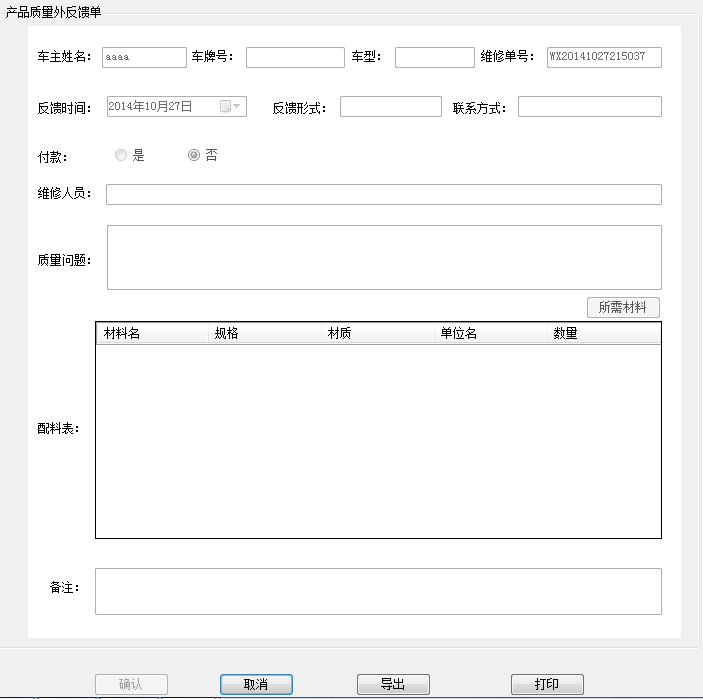 产品质量外反馈单
车主姓名： aaaa 车牌号： 车型： 维修单号： WX20141027215037
反馈时间： 2014年10月27日 反馈形式： 联系方式：
付款： 是 否
维修人员：
质量问题：
所需材料
材料名 规格 材质 单位名 数量
配料表：
备注：
确认 取消 导出 打印